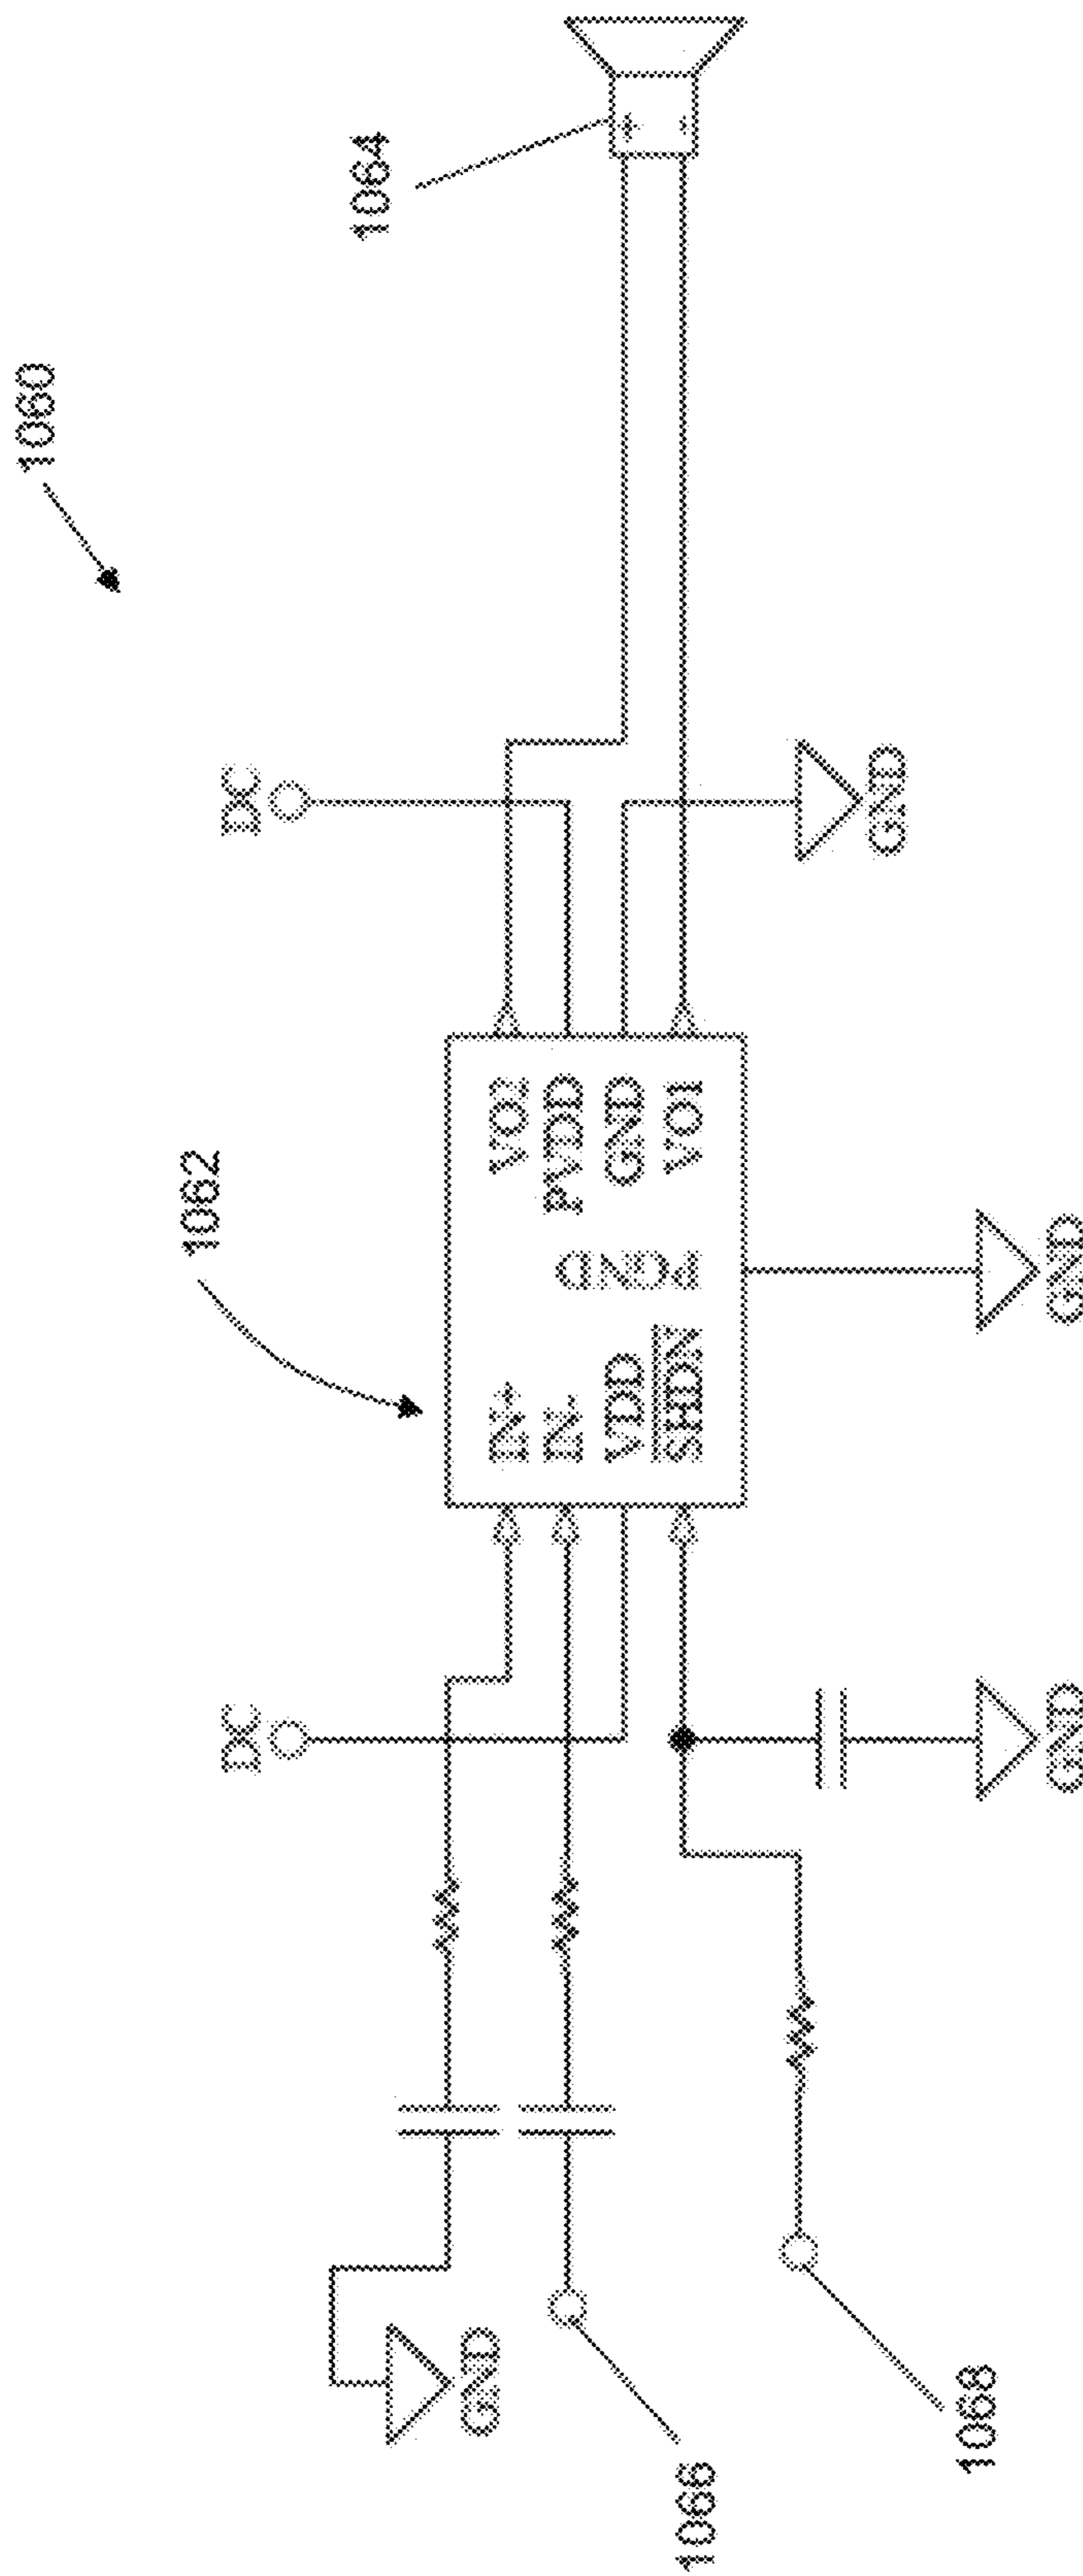 1060
1064
1062
DC
DC
IN+
IN-
VDD
SHDN
PGND
VO2
PVDD
GND
VO1
+
-
GND
GND
GND
GND
1066
1068